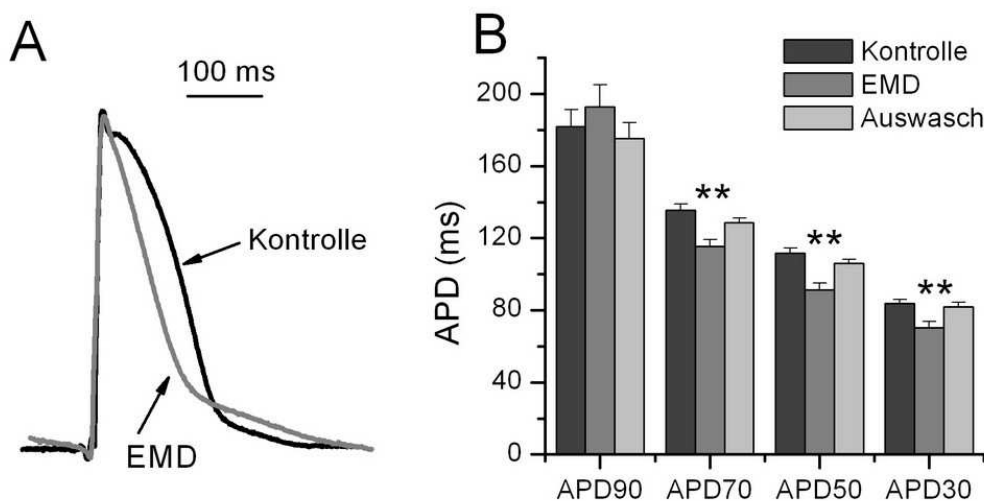 A
100 ms
Kontrolle
EMD
B
Kontrolle
EMD
Auswasch
APD (ms)
200
160
120
80
40
0
**
**
**
APD90 APD70 APD50 APD30